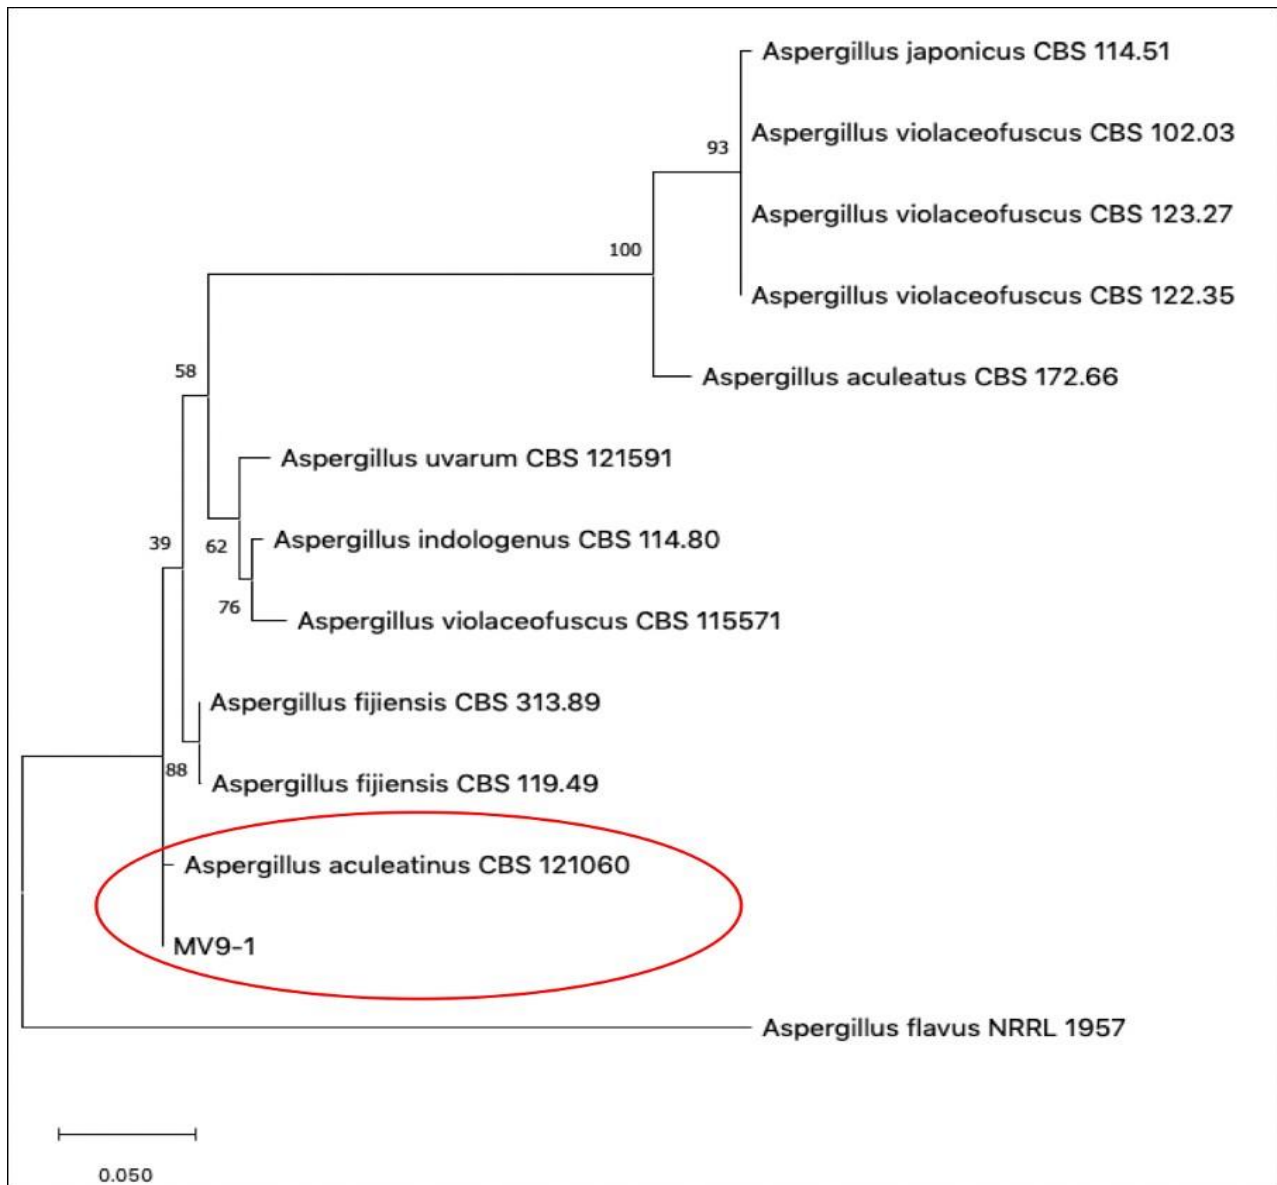 Aspergillus japonicus CBS 114.51
93
Aspergillus violaceofuscus CBS 102.03
Aspergillus violaceofuscus CBS 123.27
100
Aspergillus violaceofuscus CBS 122.35
58
Aspergillus aculeatus CBS 172.66
Aspergillus uvarum CBS 121591
39
62
Aspergillus indologenus CBS 114.80
76
Aspergillus violaceofuscus CBS 115571
Aspergillus fijiensis CBS 313.89
88
Aspergillus fijiensis CBS 119.49
Aspergillus aculeatinus CBS 121060
MV9-1
Aspergillus flavus NRRL 1957
0.050